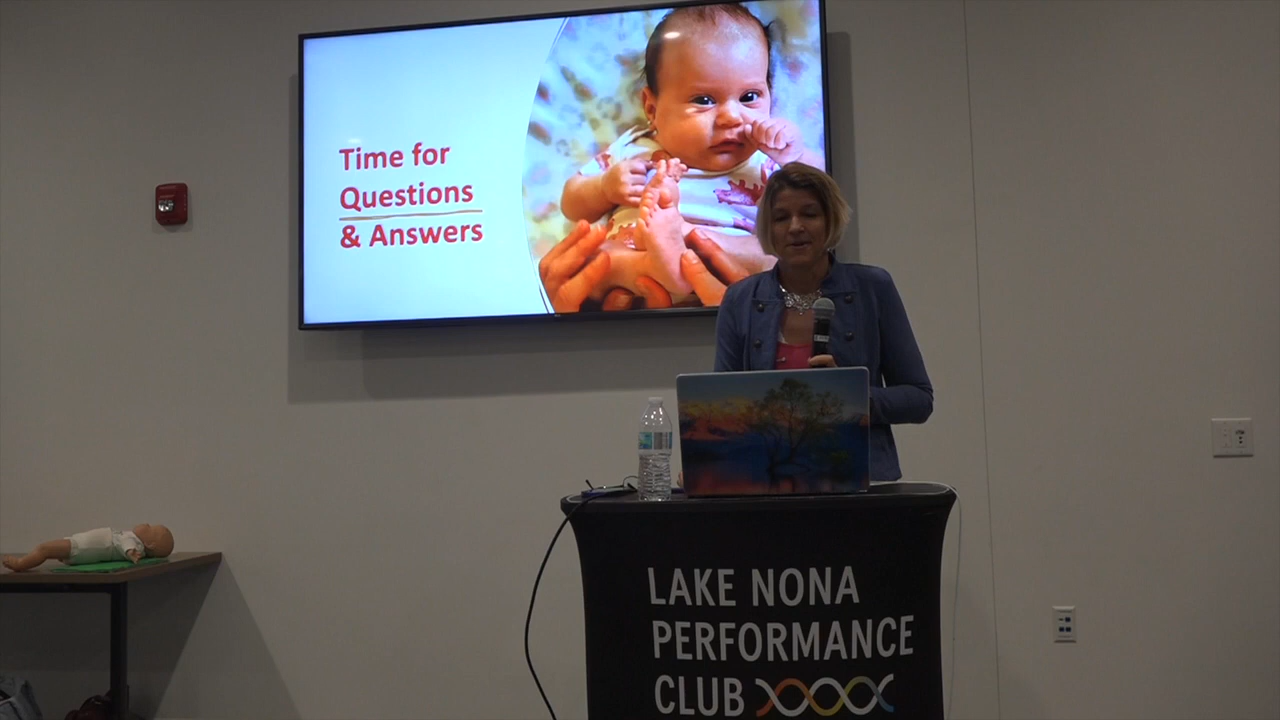 Time for
Questions
& Answers
LAKE NONA
PERFORMANCE
CLUB